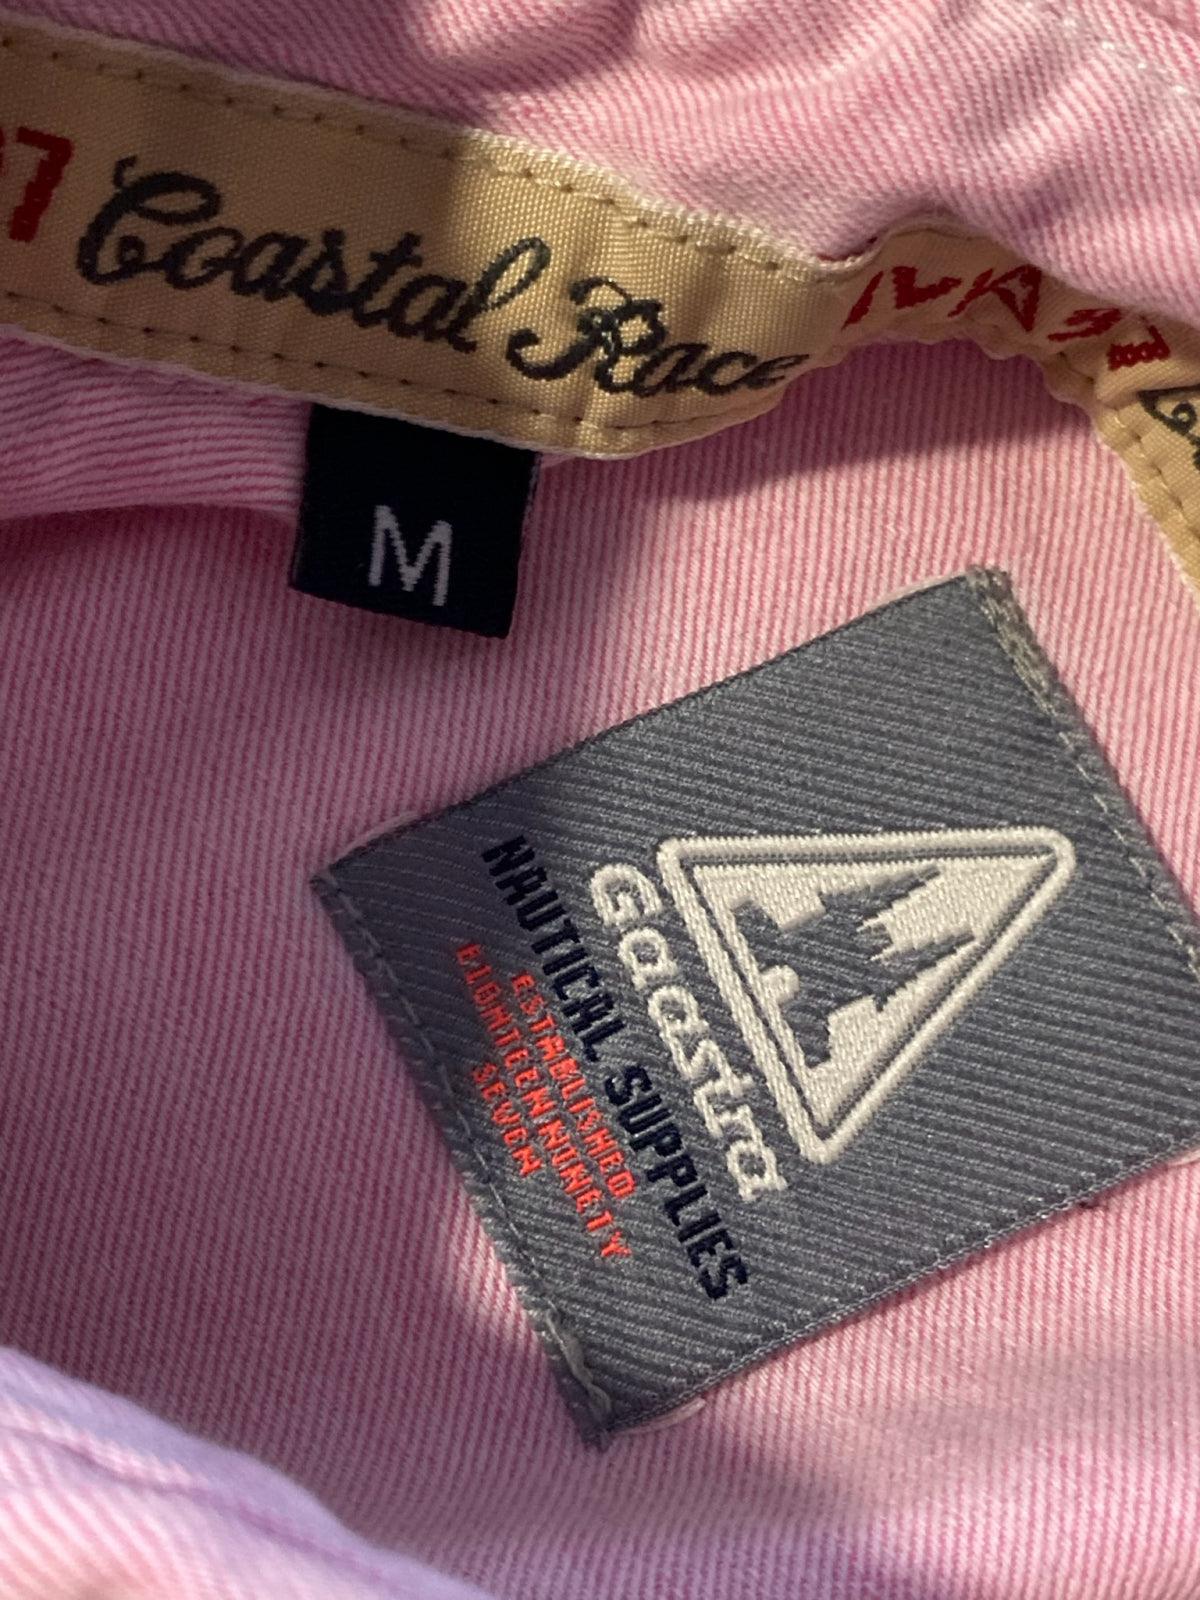 Coastal Race
M
Gaastra
NAUTICAL SUPPLIES
ESTABLISHED
EIGHTEEN NINETY
SEVEN